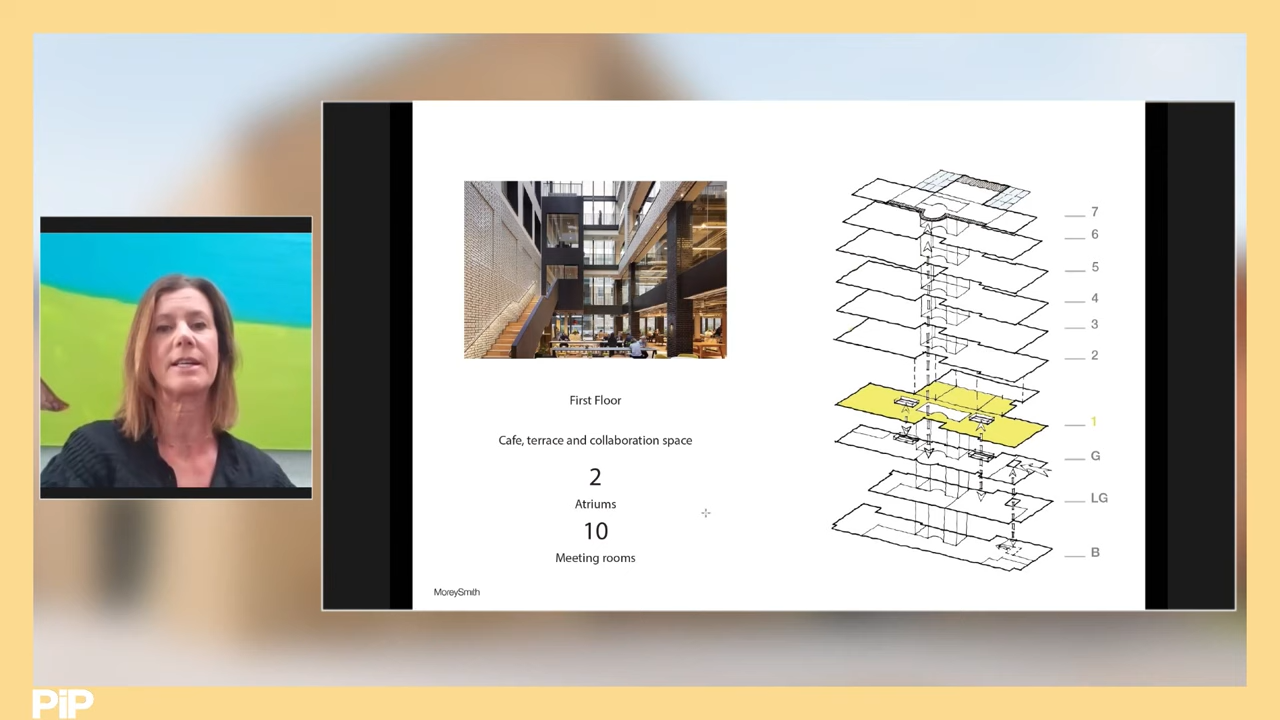 First Floor
Cafe, terrace and collaboration space
2
Atriums
10
Meeting rooms
MoreySmith
7
6
5
4
3
2
1
G
LG
B
PiP